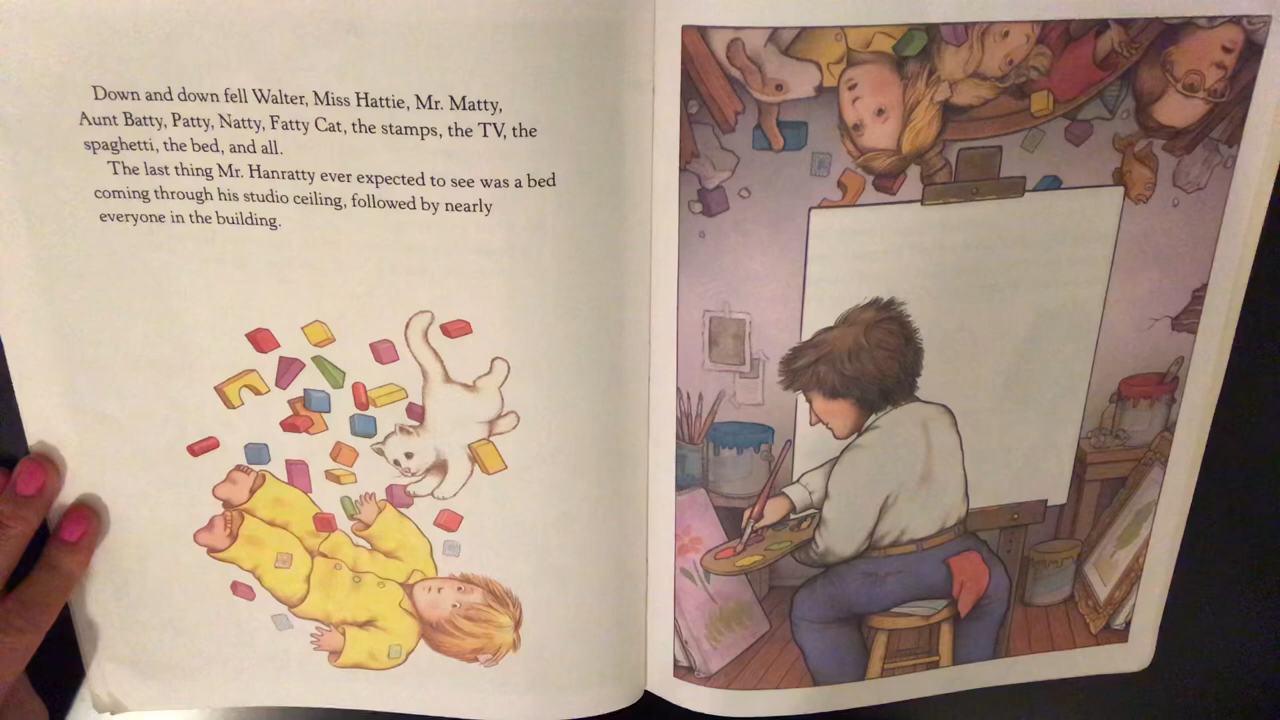 Down and down fell Walter, Miss Hattie, Mr. Matty,
Aunt Batty, Patty, Natty, Fatty Cat, the stamps, the TV, the
spaghetti, the bed, and all.
The last thing Mr. Hanratty ever expected to see was a bed
coming through his studio ceiling, followed by nearly
everyone in the building.